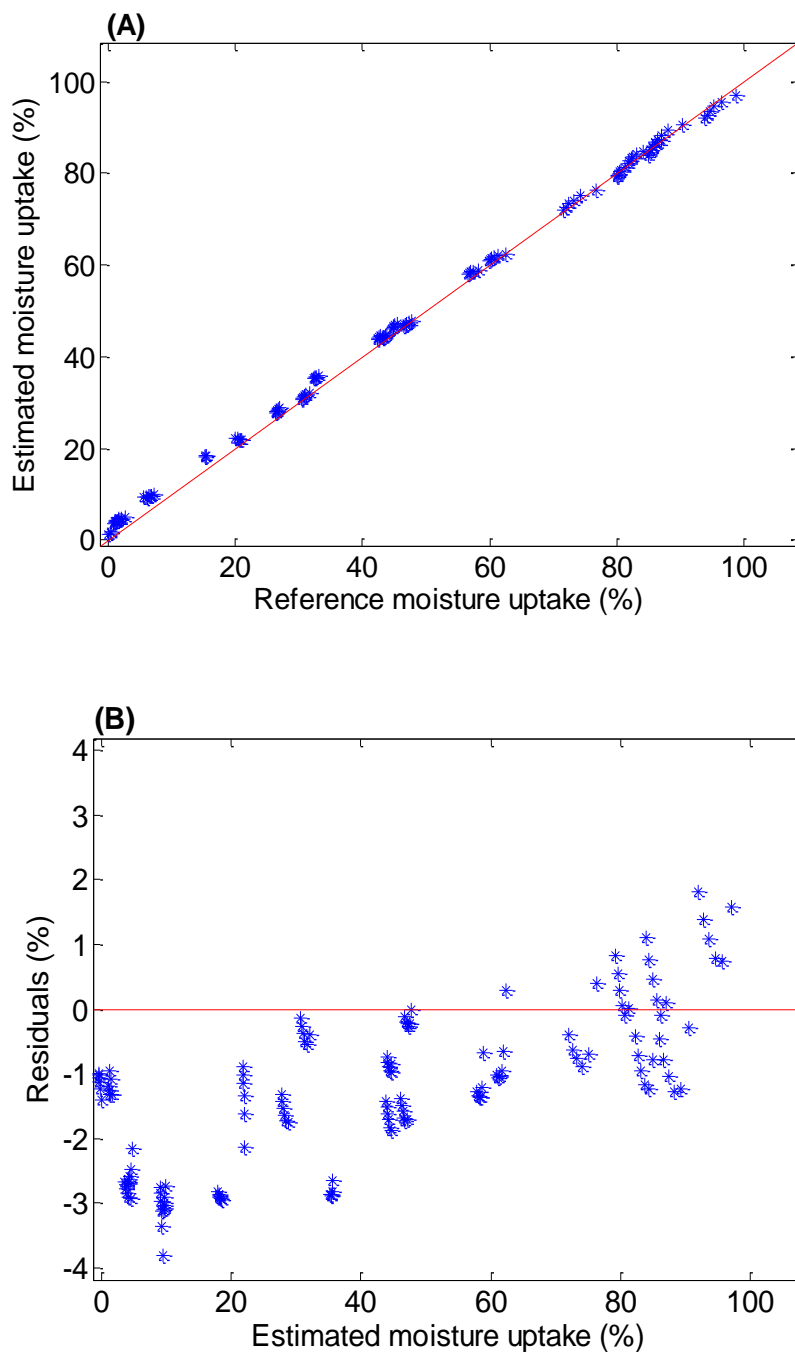 (A)
100
80
60
40
20
0
Estimated moisture uptake (%)
0 20 40 60 80 100
Reference moisture uptake (%)
(B)
4
3
2
1
0
-1
-2
-3
-4
Residuals (%)
0 20 40 60 80 100
Estimated moisture uptake (%)